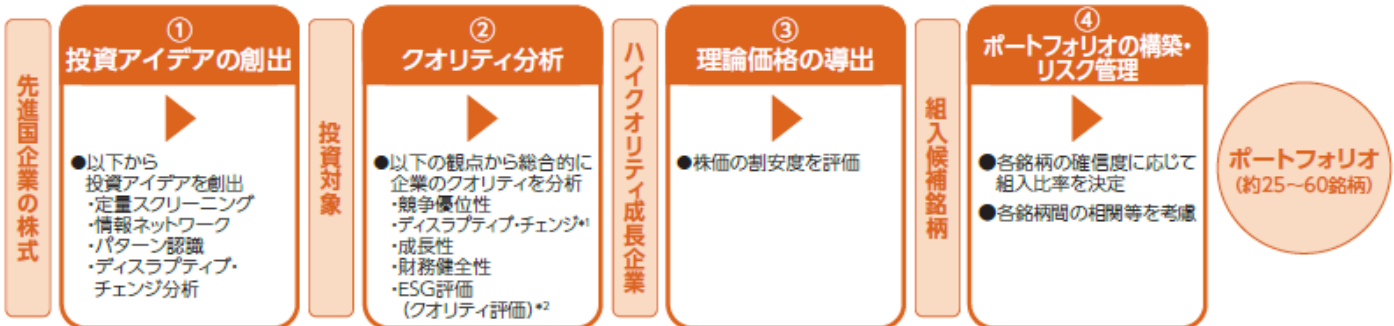 先進国企業の株式
①
投資アイデアの創出
●以下から
投資アイデアを創出
・定量スクリーニング
・情報ネットワーク
・パターン認識
・ディスラプティブ・
チェンジ分析
投資対象
②
クオリティ分析
●以下の観点から総合的に
企業のクオリティを分析
・競争優位性
・ディスラプティブ・チェンジ*1
・成長性
・財務健全性
・ESG評価
(クオリティ評価)*2
ハイクオリティ成長企業
③
理論価格の導出
●株価の割安度を評価
組入候補銘柄
④
ポートフォリオの構築・
リスク管理
●各銘柄の確信度に応じて
組入比率を決定
●各銘柄間の相関等を考慮
ポートフォリオ
(約25～60銘柄)